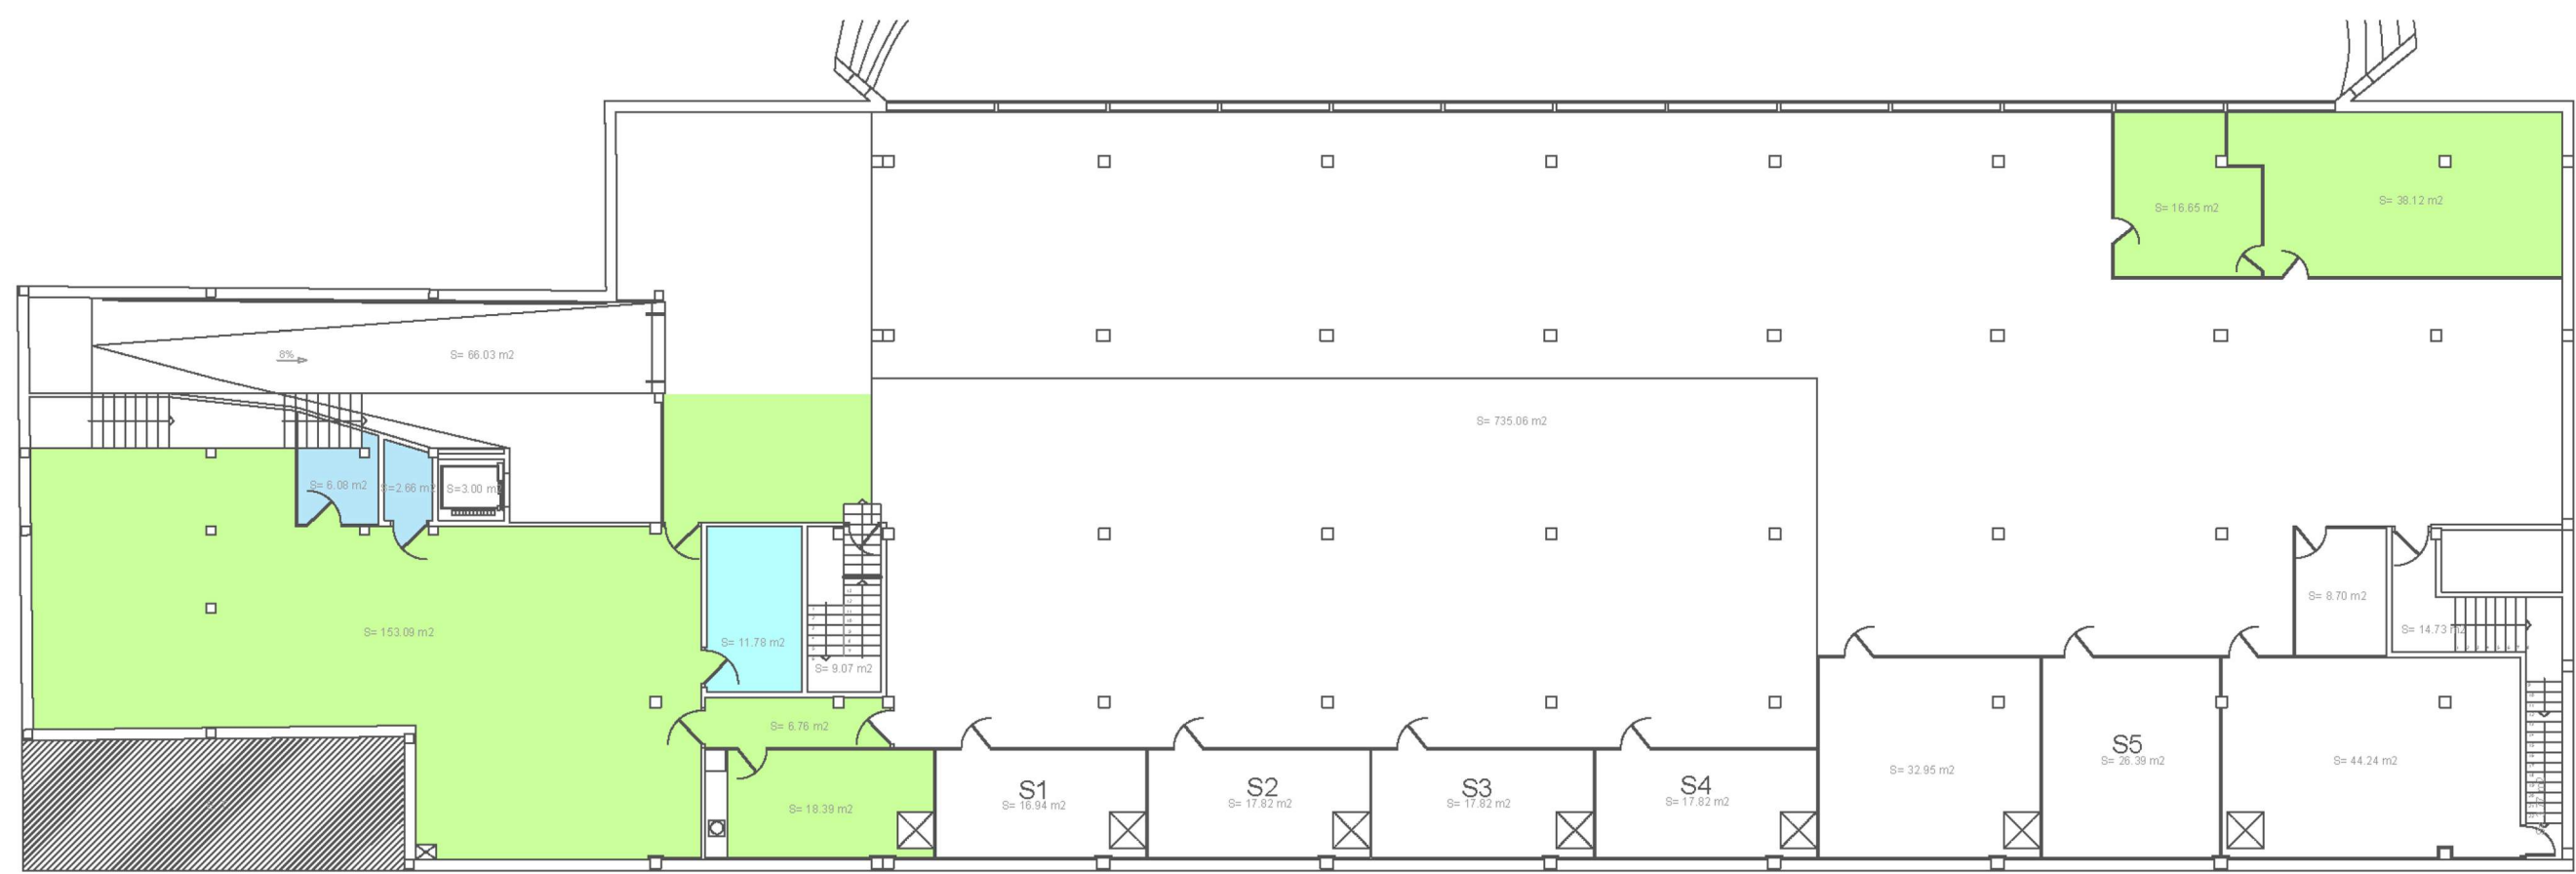 S= 16.65 m2
S= 38.12 m2
8%
S= 66.03 m2
S= 735.06 m2
S= 6.08 m2
S=2.66 m2
S=3.00 m2
S= 153.09 m2
S= 11.78 m2
S= 9.07 m2
S= 8.70 m2
S= 14.73 m2
S= 6.76 m2
S= 18.39 m2
S1
S= 16.94 m2
S2
S= 17.82 m2
S3
S= 17.82 m2
S4
S= 17.82 m2
S= 32.95 m2
S5
S= 26.39 m2
S= 44.24 m2